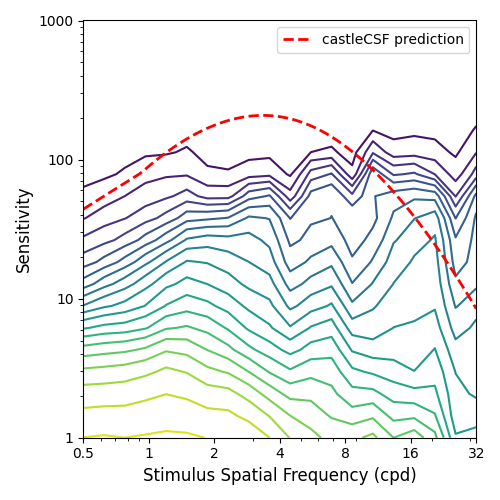 1000
castleCSF prediction
100
Sensitivity
10
1
0.5 1 2 4 8 16 32
Stimulus Spatial Frequency (cpd)